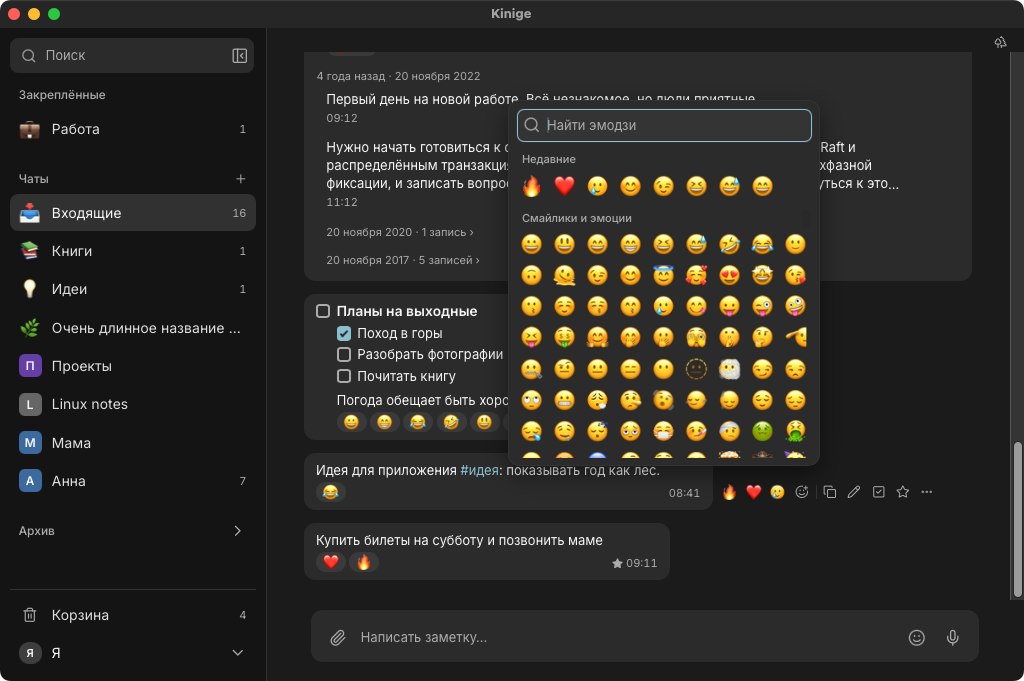 Kinige
Поиск
Закреплённые
Работа 1
Чаты
Входящие 16
Книги 1
Идеи 1
Очень длинное название ...
П Проекты
L Linux notes
М Мама
А Анна 7
Архив
Корзина 4
Я Я
4 года назад · 20 ноября 2022
Первый день на новой работе. Всё незнакомое, но люди приятные.
09:12
Нужно начать готовиться к Raft и
распределённым фазной
фиксации, и записать к это...
11:12
20 ноября 2020 · 1 запись ›
20 ноября 2017 · 5 записей ›
Найти эмодзи
Недавние
Смайлики и эмоции
Планы на выходные
Поход в горы
Разобрать фотографии
Почитать книгу
Погода обещает быть
Идея для приложения #идея: показывать год как лес.
08:41
Купить билеты на субботу и позвонить маме
09:11
Написать заметку...